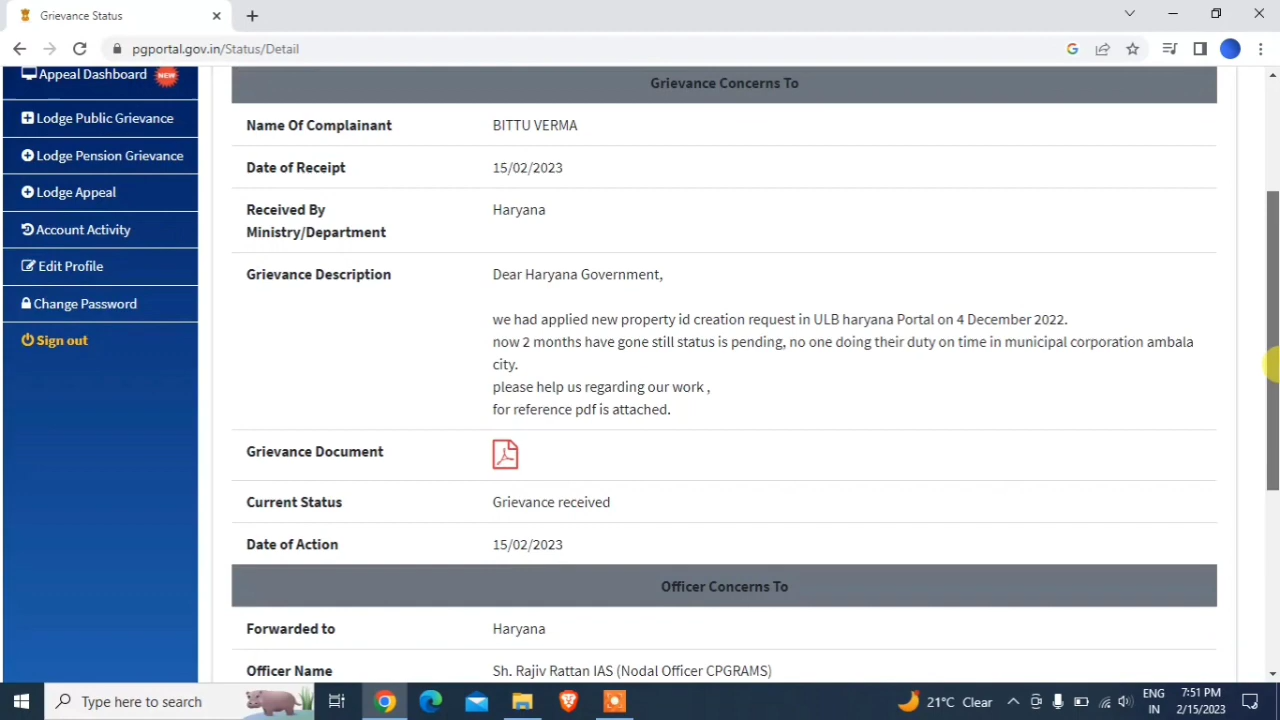 Grievance Status
pgportal.gov.in/Status/Detail
Appeal Dashboard NEW
Lodge Public Grievance
Lodge Pension Grievance
Lodge Appeal
Account Activity
Edit Profile
Change Password
Sign out
Grievance Concerns To
Name Of Complainant BITTU VERMA
Date of Receipt 15/02/2023
Received By Haryana
Ministry/Department
Grievance Description Dear Haryana Government,
we had applied new property id creation request in ULB haryana Portal on 4 December 2022.
now 2 months have gone still status is pending, no one doing their duty on time in municipal corporation ambala
city.
please help us regarding our work ,
for reference pdf is attached.
Grievance Document
Current Status Grievance received
Date of Action 15/02/2023
Officer Concerns To
Forwarded to Haryana
Officer Name Sh. Rajiv Rattan IAS (Nodal Officer CPGRAMS)
Type here to search
21°C Clear
ENG
IN
7:51 PM
2/15/2023